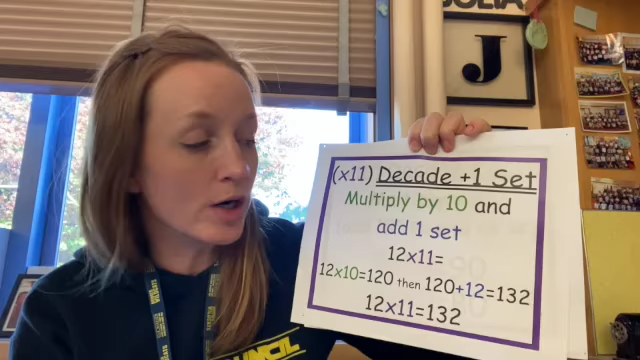 J
(x11) Decade +1 Set
Multiply by 10 and
add 1 set
12x11=
12x10=120 then 120+12=132
12x11=132